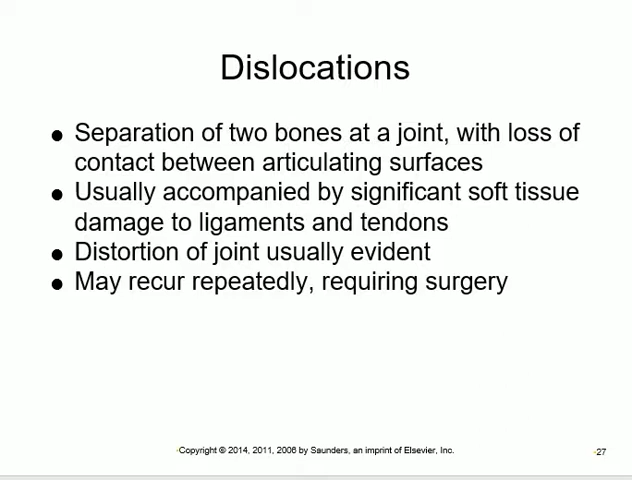 Dislocations
● Separation of two bones at a joint, with loss of
contact between articulating surfaces
● Usually accompanied by significant soft tissue
damage to ligaments and tendons
● Distortion of joint usually evident
● May recur repeatedly, requiring surgery
Copyright © 2014, 2011, 2006 by Saunders, an imprint of Elsevier, Inc.
27